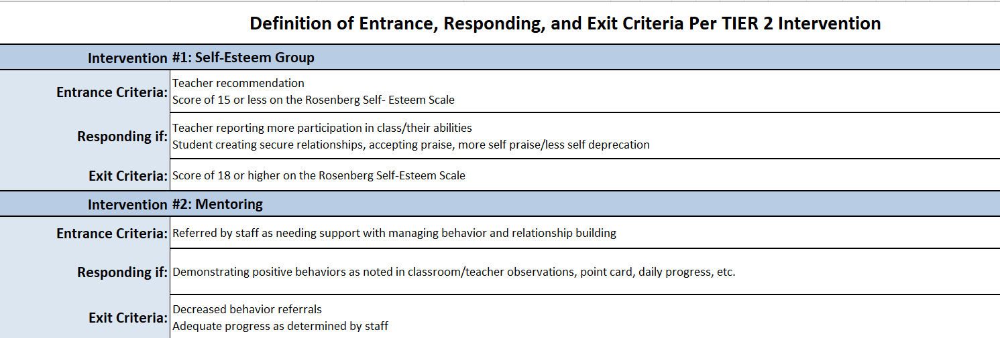 Definition of Entrance, Responding, and Exit Criteria Per TIER 2 Intervention
Intervention #1: Self-Esteem Group
Entrance Criteria: Teacher recommendation
Score of 15 or less on the Rosenberg Self- Esteem Scale
Responding if: Teacher reporting more participation in class/their abilities
Student creating secure relationships, accepting praise, more self praise/less self deprecation
Exit Criteria: Score of 18 or higher on the Rosenberg Self-Esteem Scale
Intervention #2: Mentoring
Entrance Criteria: Referred by staff as needing support with managing behavior and relationship building
Responding if: Demonstrating positive behaviors as noted in classroom/teacher observations, point card, daily progress, etc.
Exit Criteria: Decreased behavior referrals
Adequate progress as determined by staff